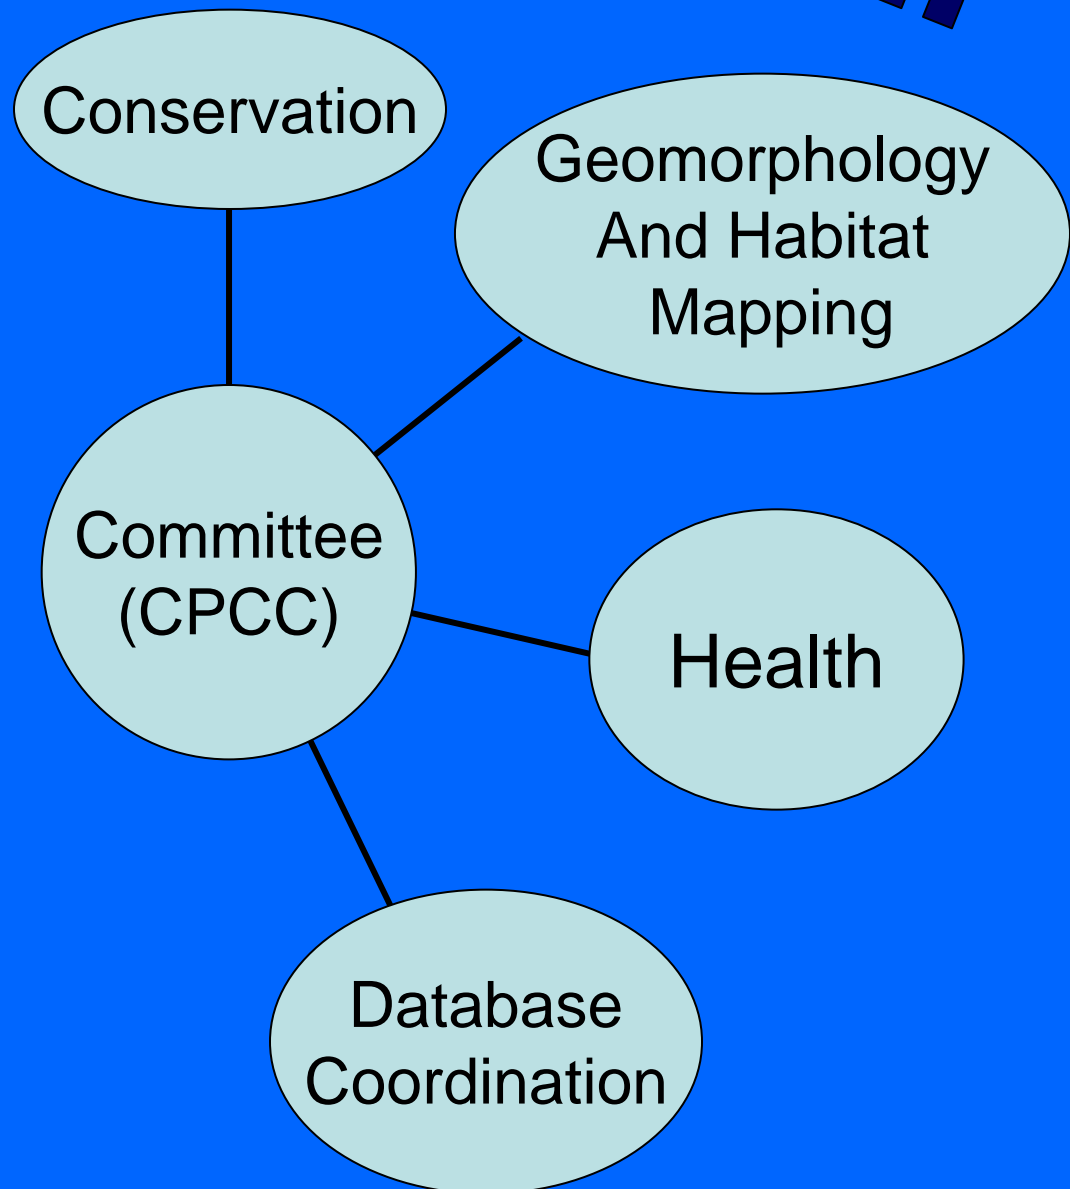 Conservation
Geomorphology
And Habitat
Mapping
Committee
(CPCC)
Health
Database
Coordination